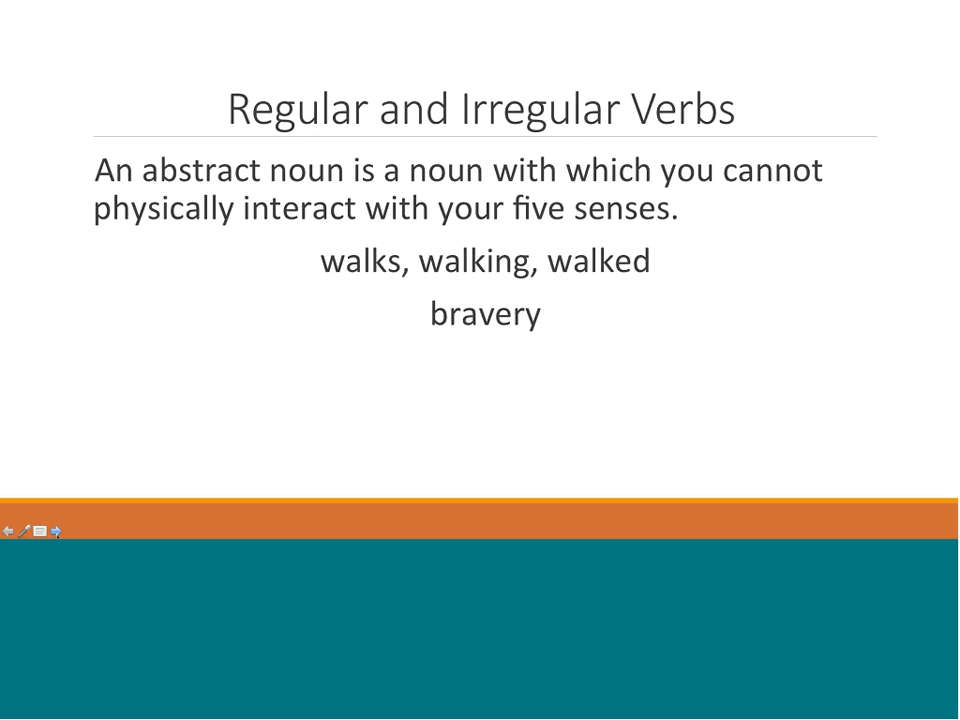 Regular and Irregular Verbs
An abstract noun is a noun with which you cannot
physically interact with your five senses.
walks, walking, walked
bravery